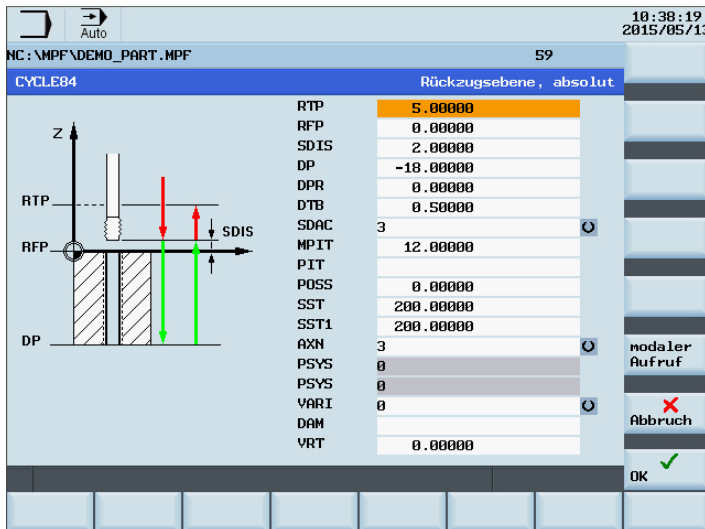 10:38:19
Auto
2015/05/13
NC:\MPF\DEMO_PART.MPF 59
CYCLE84 Rückzugsebene, absolut
RTP 5.00000
RFP 0.00000
SDIS 2.00000
DP -18.00000
DPR 0.00000
DTB 0.50000
SDAC 3
MPIT 12.00000
PIT
POSS 0.00000
SST 200.00000
SST1 200.00000
AXN 3
PSYS 0
PSYS 0
VARI 0
DAM
VRT 0.00000
Z
RTP
SDIS
RFP
DP
modaler
Aufruf
Abbruch
OK